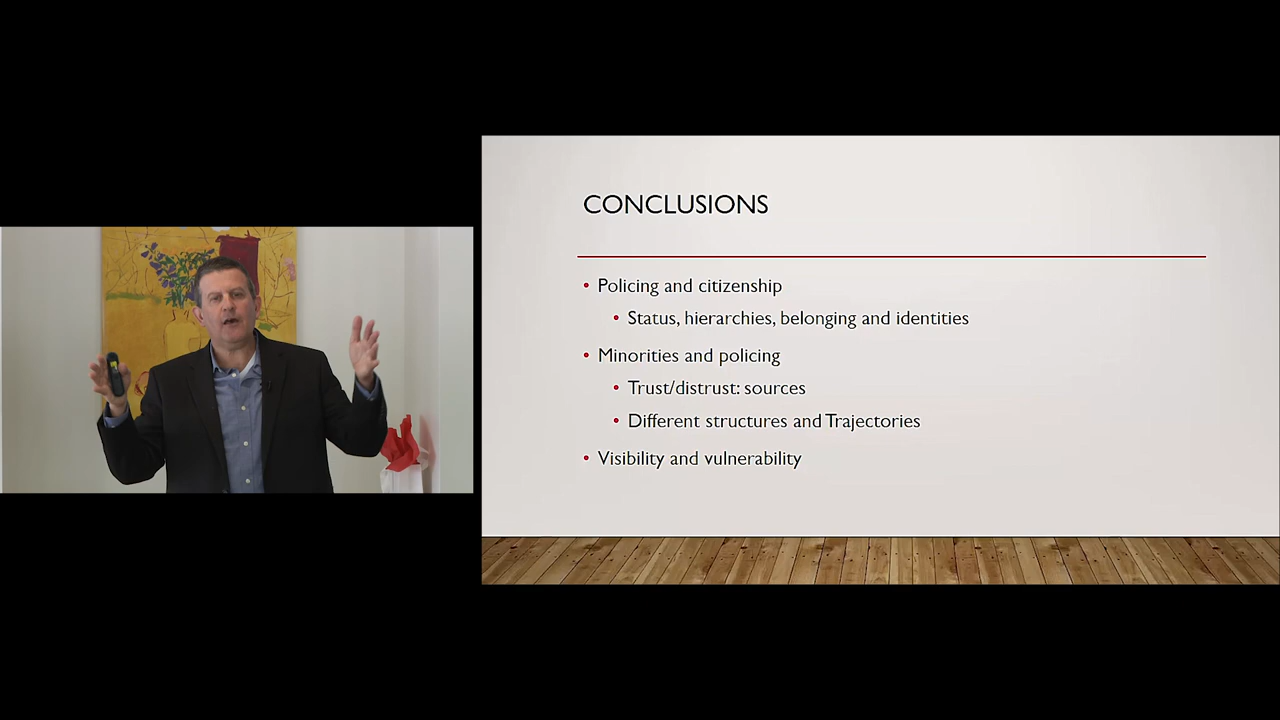 CONCLUSIONS
• Policing and citizenship
• Status, hierarchies, belonging and identities
• Minorities and policing
• Trust/distrust: sources
• Different structures and Trajectories
• Visibility and vulnerability